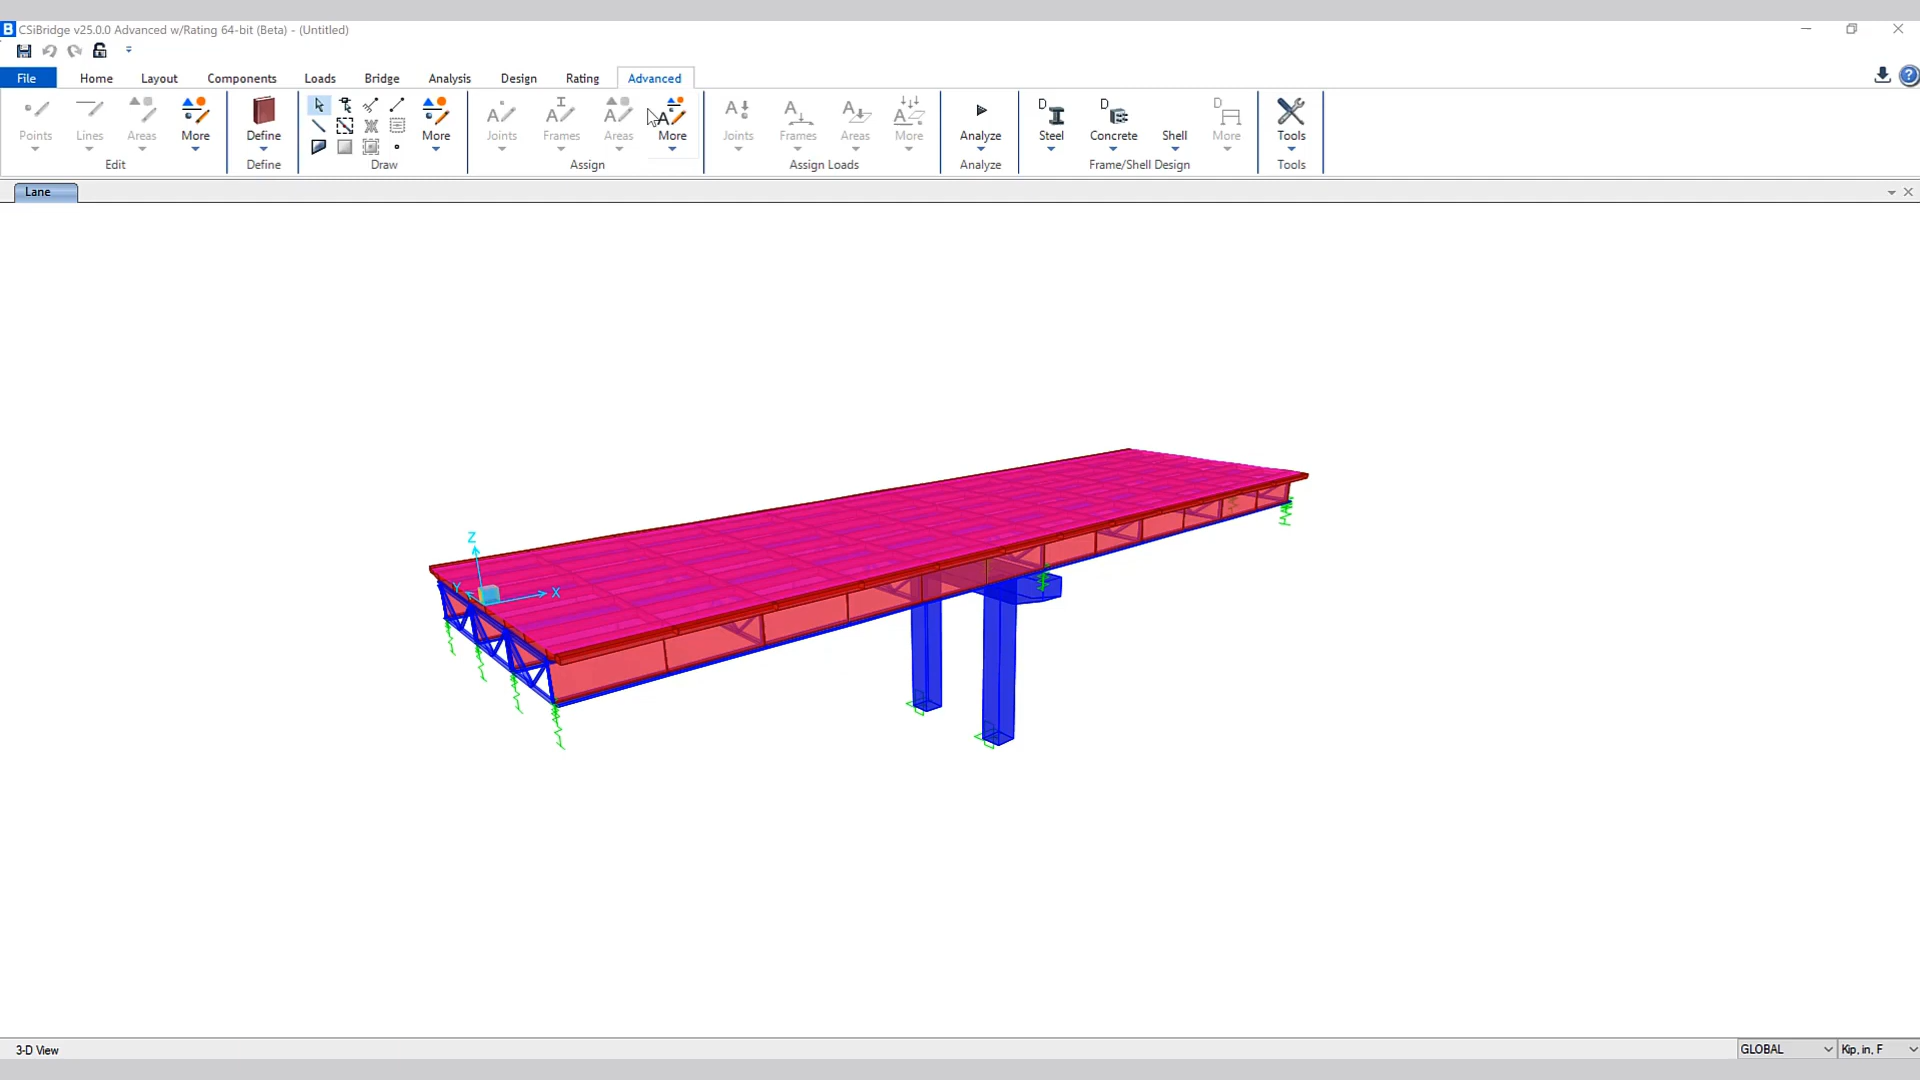 B CSiBridge v25.0.0 Advanced w/Rating 64-bit (Beta) - (Untitled)
File Home Layout Components Loads Bridge Analysis Design Rating Advanced
Points Lines Areas More Define More Joints Frames Areas More Joints Frames Areas More Analyze Steel Concrete Shell More Tools
Edit Define Draw Assign Assign Loads Analyze Frame/Shell Design Tools
Lane
Z
Y X
3-D View GLOBAL Kip, in, F